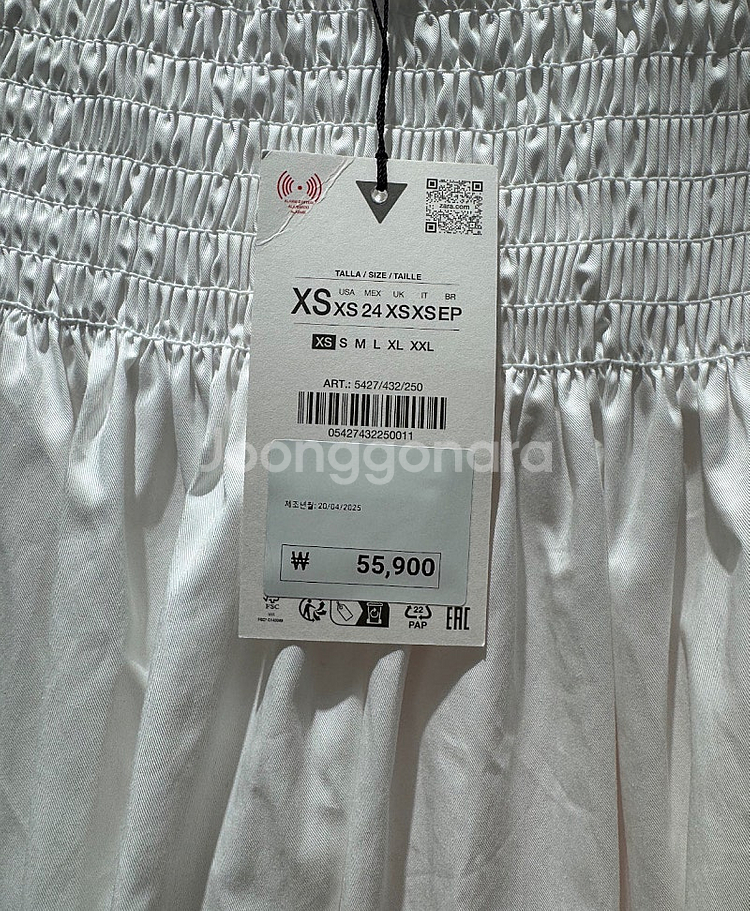 zara.com
TALLA / SIZE / TAILLE
USA MEX UK IT BR
XS XS 24 XS XS EP
XS S M L XL XXL
ART.: 5427/432/250
05427432250011
Joonggonara
제조년월: 20/04/2025
₩ 55,900
FSC
22
PAP
EAC